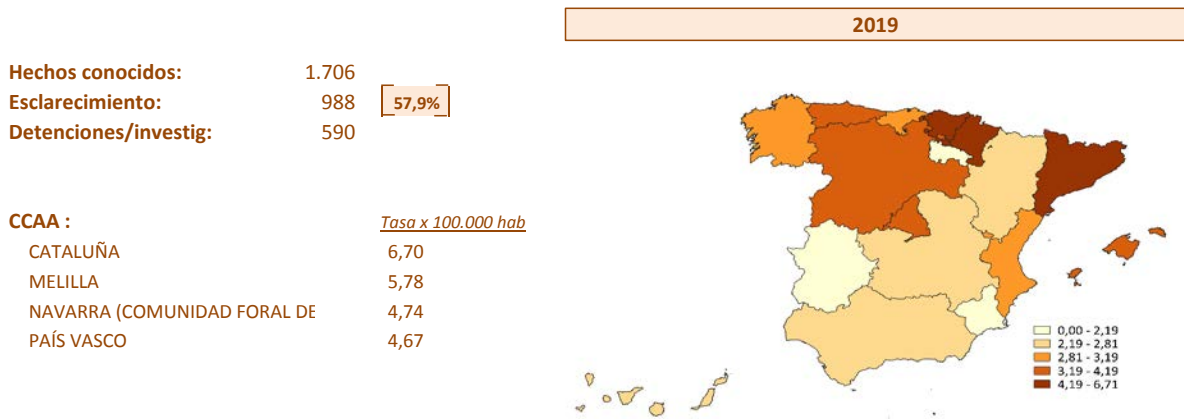 2019
Hechos conocidos: 1.706
Esclarecimiento: 988 57,9%
Detenciones/investig: 590
CCAA : Tasa x 100.000 hab
CATALUÑA 6,70
MELILLA 5,78
NAVARRA (COMUNIDAD FORAL DE 4,74
PAÍS VASCO 4,67
0,00 - 2,19
2,19 - 2,81
2,81 - 3,19
3,19 - 4,19
4,19 - 6,71